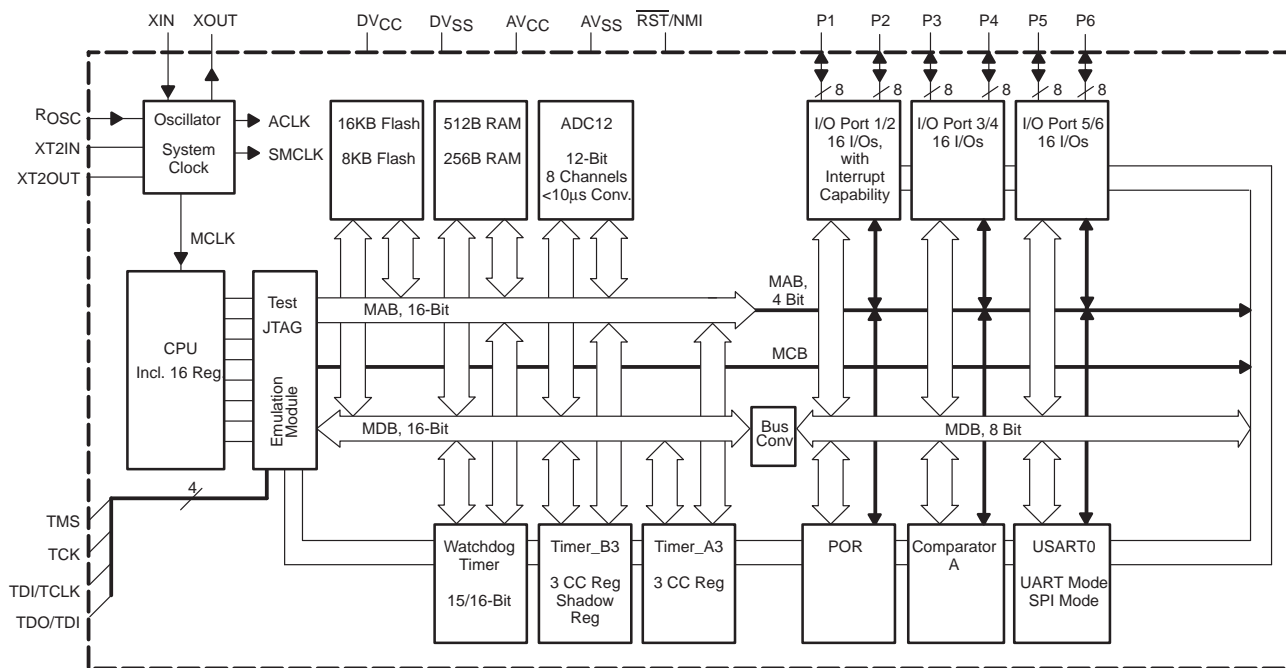 XIN XOUT DVCC DVSS AVCC AVSS RST/NMI P1 P2 P3 P4 P5 P6
8 8 8 8 8 8
ROSC
XT2IN
XT2OUT
Oscillator
System
Clock
ACLK
SMCLK
MCLK
16KB Flash
8KB Flash
512B RAM
256B RAM
ADC12
12-Bit
8 Channels
<10µs Conv.
I/O Port 1/2
16 I/Os,
with
Interrupt
Capability
I/O Port 3/4
16 I/Os
I/O Port 5/6
16 I/Os
CPU
Incl. 16 Reg.
Test
JTAG
Emulation
Module
MAB, 16-Bit
MAB,
4 Bit
MCB
MDB, 16-Bit
Bus
Conv
MDB, 8 Bit
4
TMS
TCK
TDI/TCLK
TDO/TDI
Watchdog
Timer
15/16-Bit
Timer_B3
3 CC Reg
Shadow
Reg
Timer_A3
3 CC Reg
POR
Comparator
A
USART0
UART Mode
SPI Mode